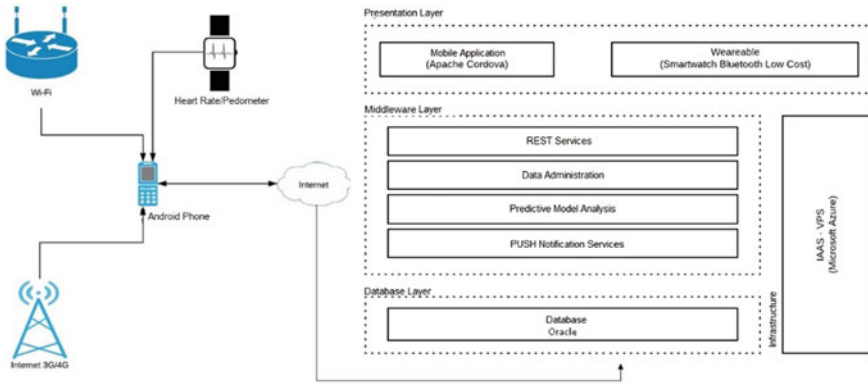 Wi-Fi
Heart Rate/Pedometer
Android Phone
Internet
Internet 3G/4G
Presentation Layer
Mobile Application
(Apache Cordova)
Weareable
(Smartwatch Bluetooth Low Cost)
Middleware Layer
REST Services
Data Administration
Predictive Model Analysis
PUSH Notification Services
Database Layer
Database
Oracle
Infrastructure
IAAS - VPS
(Microsoft Azure)